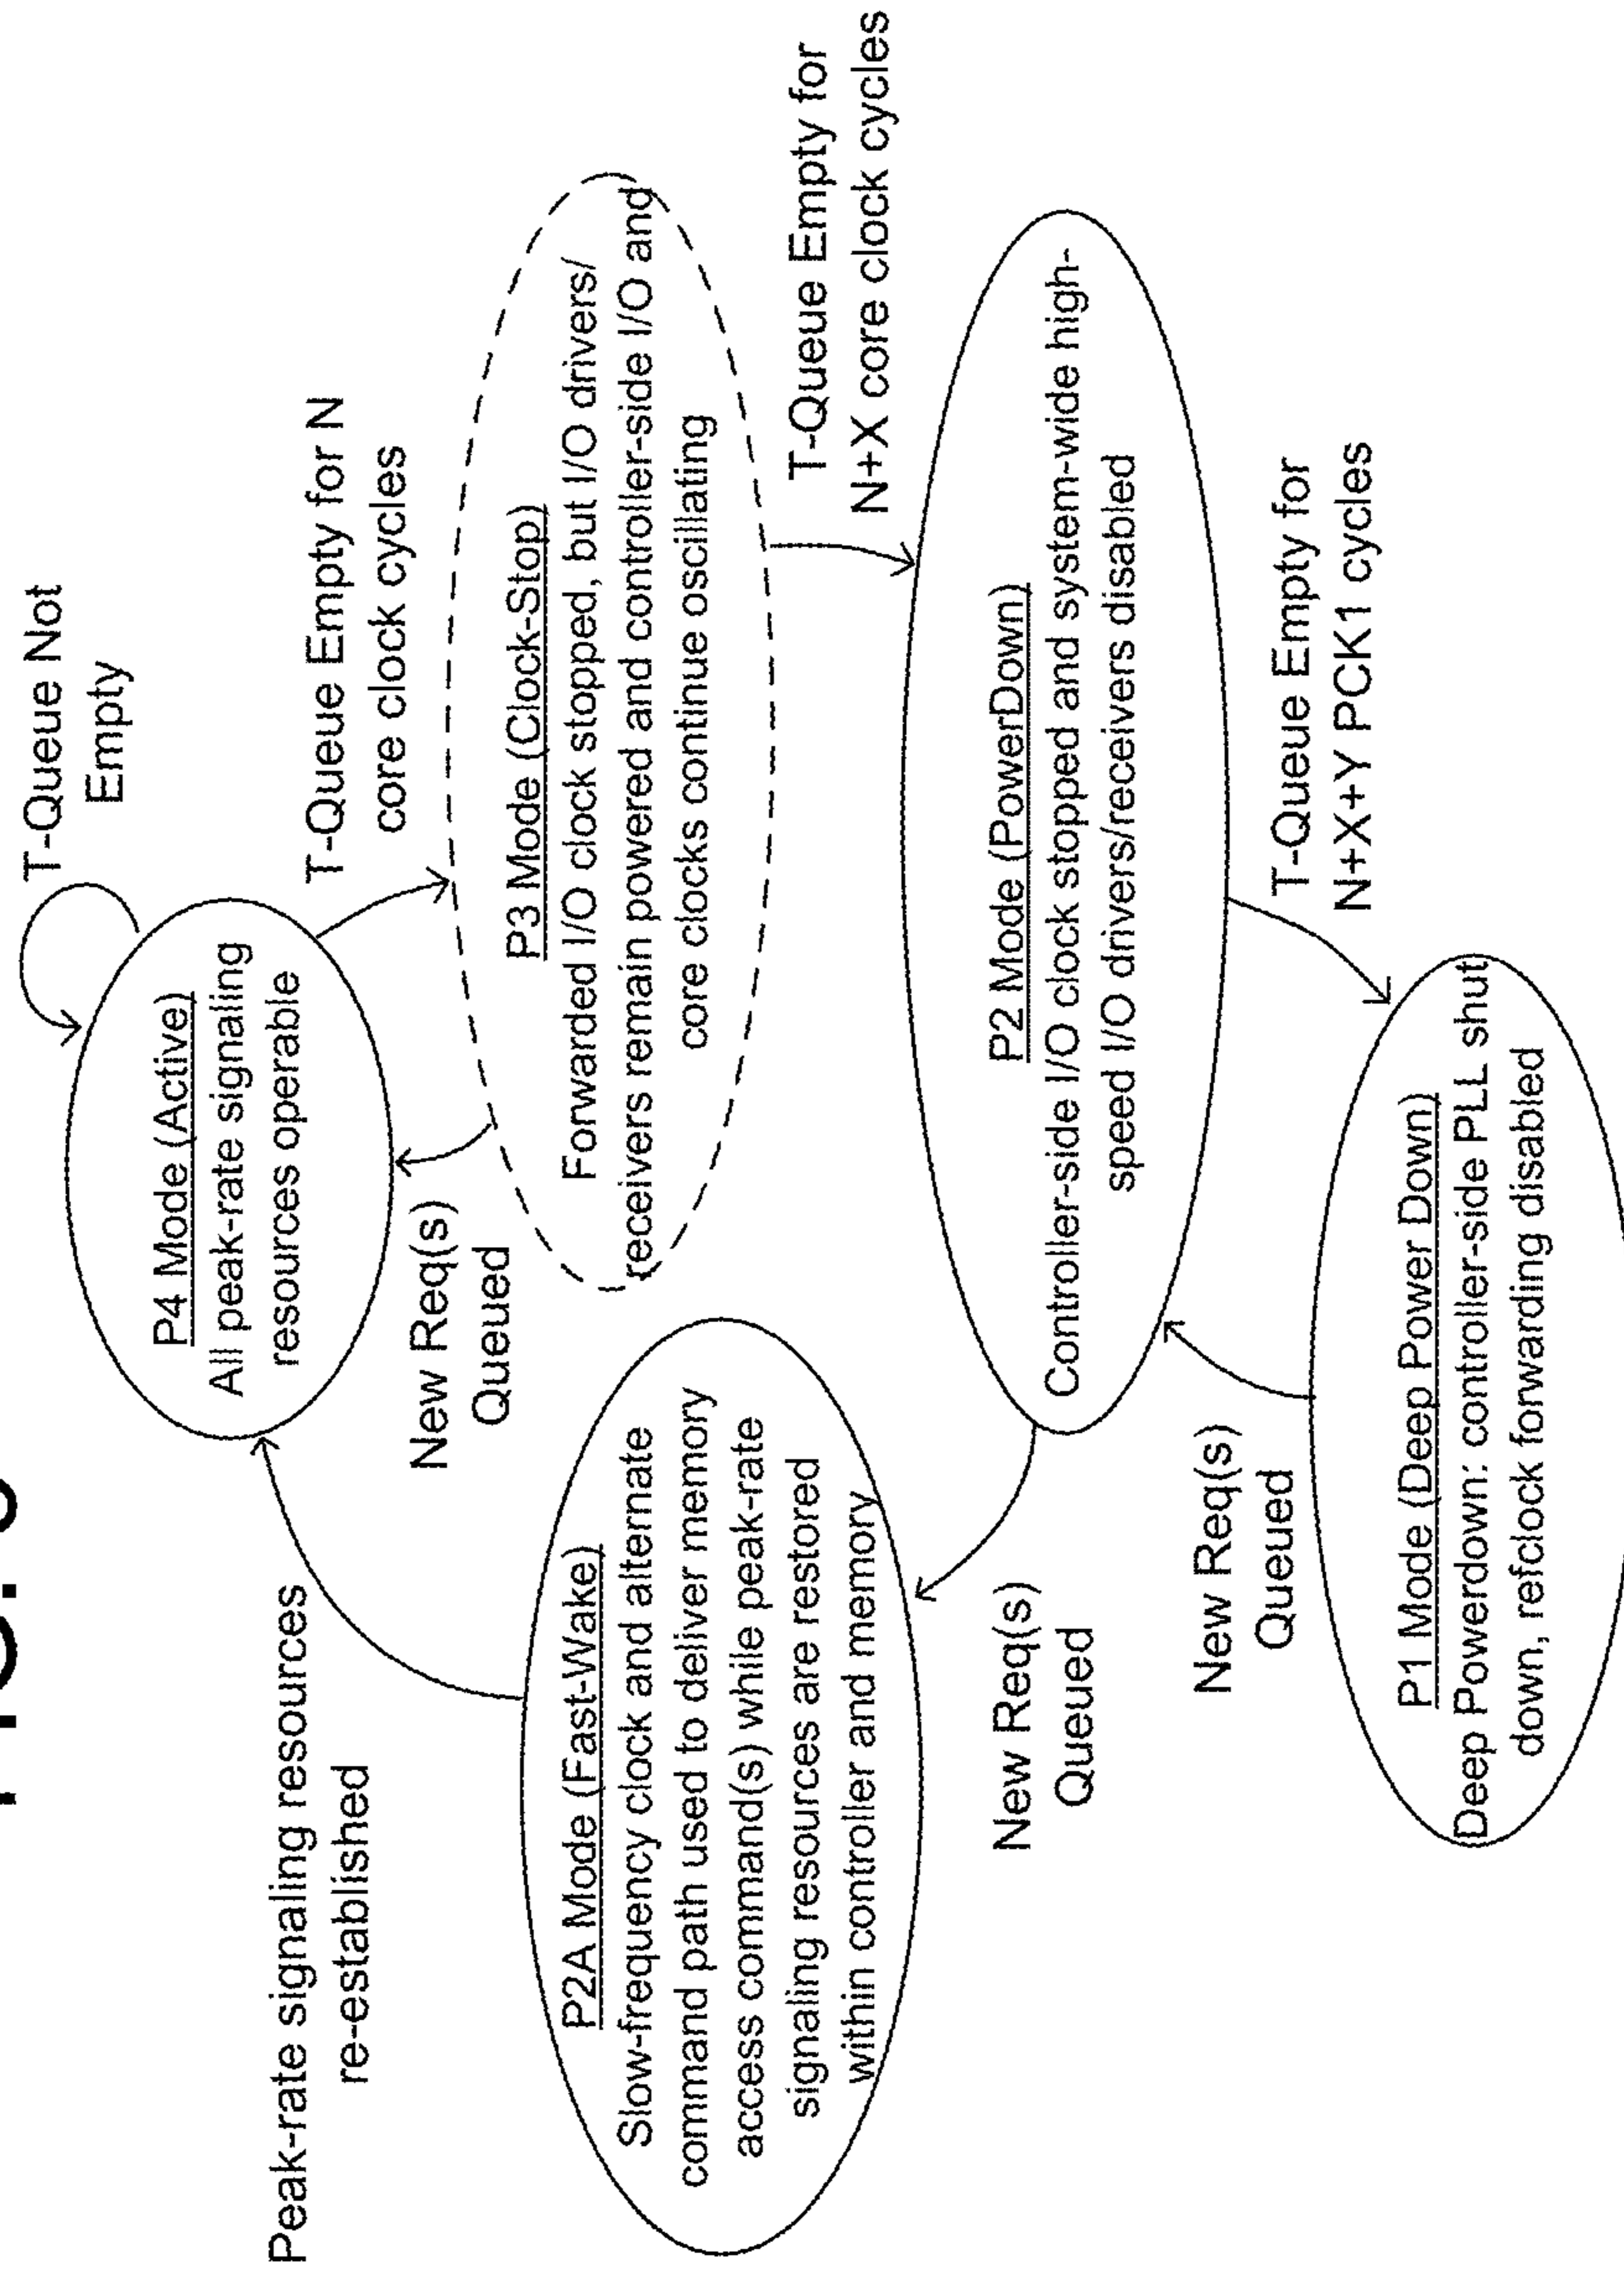 T-Queue Not
Empty
P4 Mode (Active)
All peak-rate signaling
resources operable
T-Queue Empty for N
core clock cycles
Peak-rate signaling resources
re-established
New Req(s)
Queued
P3 Mode (Clock-Stop)
Forwarded I/O clock stopped, but I/O drivers/
receivers remain powered and controller-side I/O and
core clocks continue oscillating
P2A Mode (Fast-Wake)
Slow-frequency clock and alternate
command path used to deliver memory
access command(s) while peak-rate
signaling resources are restored
within controller and memory
T-Queue Empty for
N+X core clock cycles
P2 Mode (PowerDown)
Controller-side I/O clock stopped and system-wide high-
speed I/O drivers/receivers disabled
New Req(s)
Queued
New Req(s)
Queued
T-Queue Empty for
N+X+Y PCK1 cycles
P1 Mode (Deep Power Down)
Deep Powerdown: controller-side PLL shut
down, refclock forwarding disabled